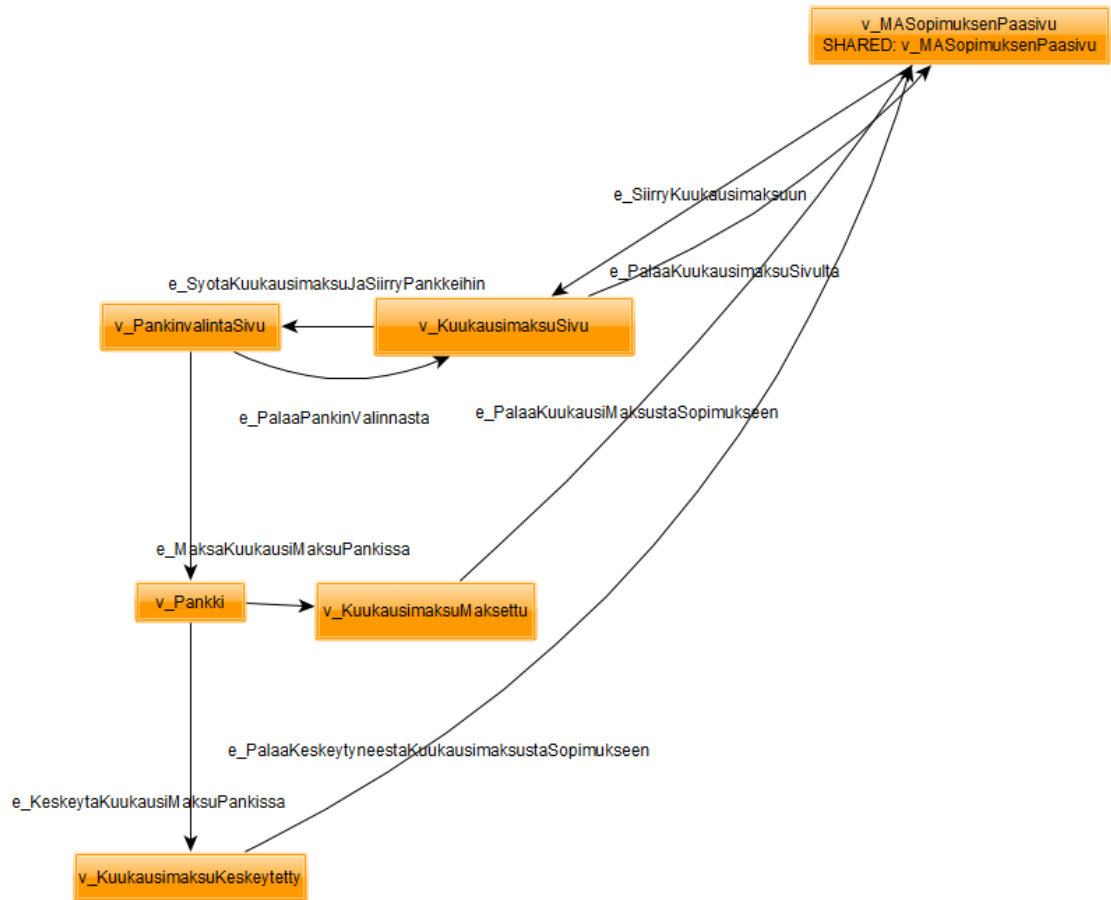 v_MASopimuksenPaasivu
SHARED: v_MASopimuksenPaasivu
e_SiirryKuukausimaksuun
e_PalaaKuukausimaksuSivulta
e_SyotaKuukausimaksuJaSiirryPankkeihin
v_PankinvalintaSivu
v_KuukausimaksuSivu
e_PalaaPankinValinnasta
e_PalaaKuukausiMaksustaSopimukseen
e_MaksaKuukausiMaksuPankissa
v_Pankki
v_KuukausimaksuMaksettu
e_PalaaKeskeytyneestaKuukausimaksustaSopimukseen
e_KeskeytaKuukausiMaksuPankissa
v_KuukausimaksuKeskeytetty